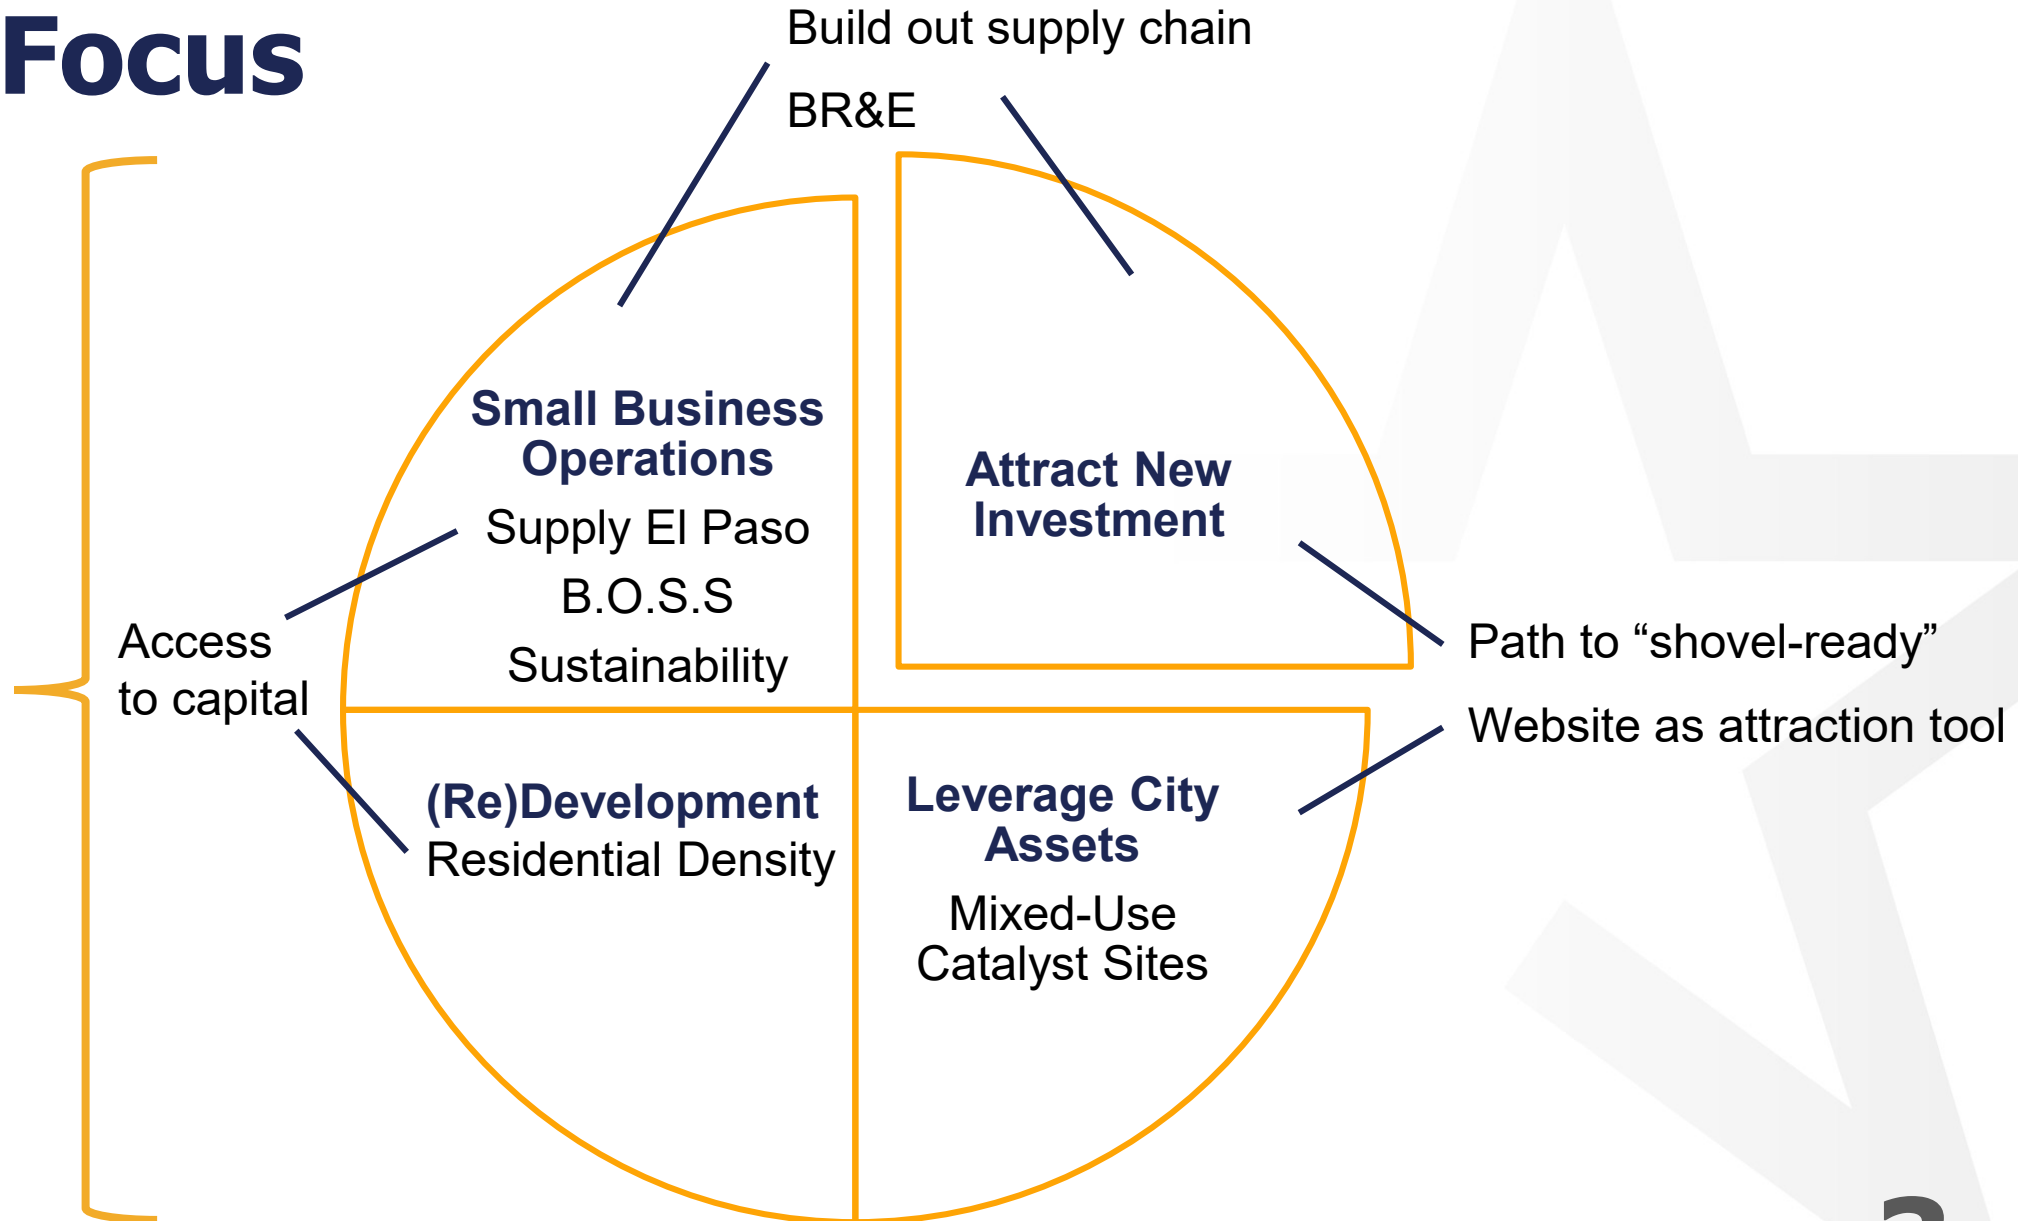 Focus
Build out supply chain
BR&E
Small Business
Operations
Supply El Paso
B.O.S.S
Sustainability
Attract New
Investment
Access
to capital
Path to “shovel-ready”
Website as attraction tool
(Re)Development
Residential Density
Leverage City
Assets
Mixed-Use
Catalyst Sites